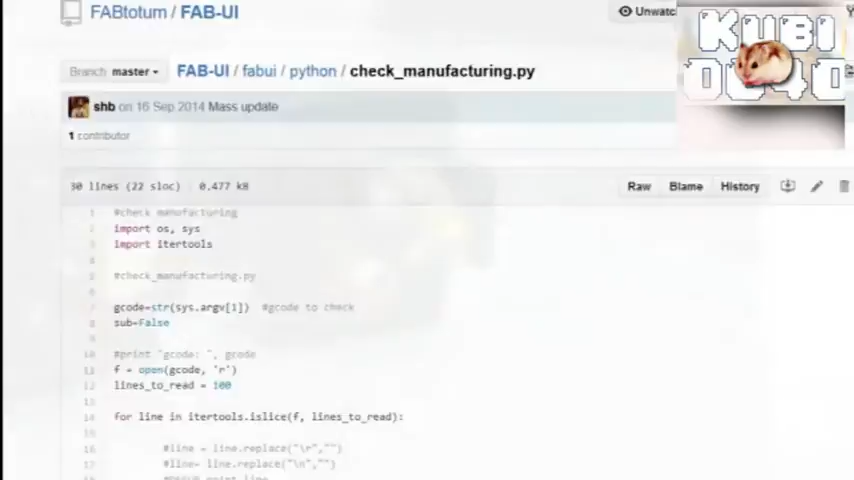 FABtotum / FAB-UI
Unwatc
KUBI
Branch master
FAB-UI / fabui / python / check_manufacturing.py
shb on 16 Sep 2014 Mass update
1 contributor
30 lines (22 sloc) 0.477 kB
Raw Blame History
1 #check manufacturing
2 import os, sys
3 import itertools
4
5 #check_manufacturing.py
6
7 gcode=str(sys.argv[1]) #gcode to check
8 sub=False
9
10 #print "gcode: ", gcode
11 f = open(gcode, 'r')
12 lines_to_read = 100
13
14 for line in itertools.islice(f, lines_to_read):
15
16 #line = line.replace("\r","")
17 #line= line.replace("\n","")